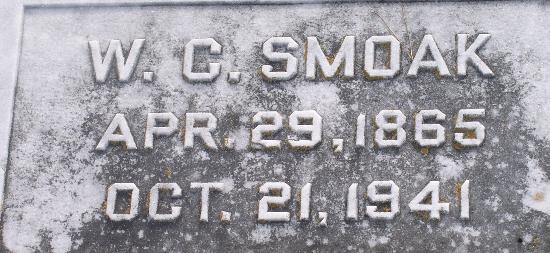 W. C. SMOAK
APR. 29, 1865
OCT. 21, 1941